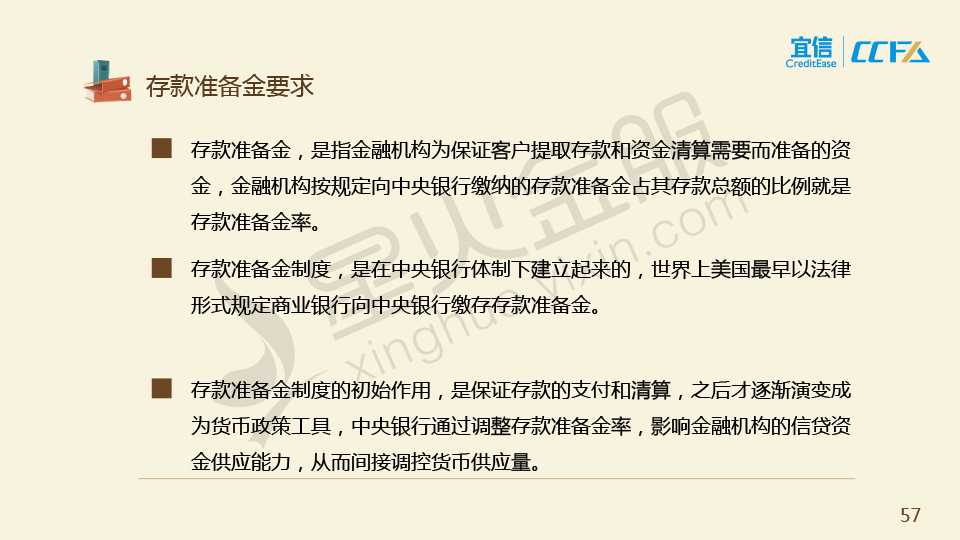 宜信
CreditEase
CCFA
存款准备金要求
存款准备金，是指金融机构为保证客户提取存款和资金清算需要而准备的资
金，金融机构按规定向中央银行缴纳的存款准备金占其存款总额的比例就是
存款准备金率。
存款准备金制度，是在中央银行体制下建立起来的，世界上美国最早以法律
形式规定商业银行向中央银行缴存存款准备金。
存款准备金制度的初始作用，是保证存款的支付和清算，之后才逐渐演变成
为货币政策工具，中央银行通过调整存款准备金率，影响金融机构的信贷资
金供应能力，从而间接调控货币供应量。
星火金服
xinghuo.yixin.com
57